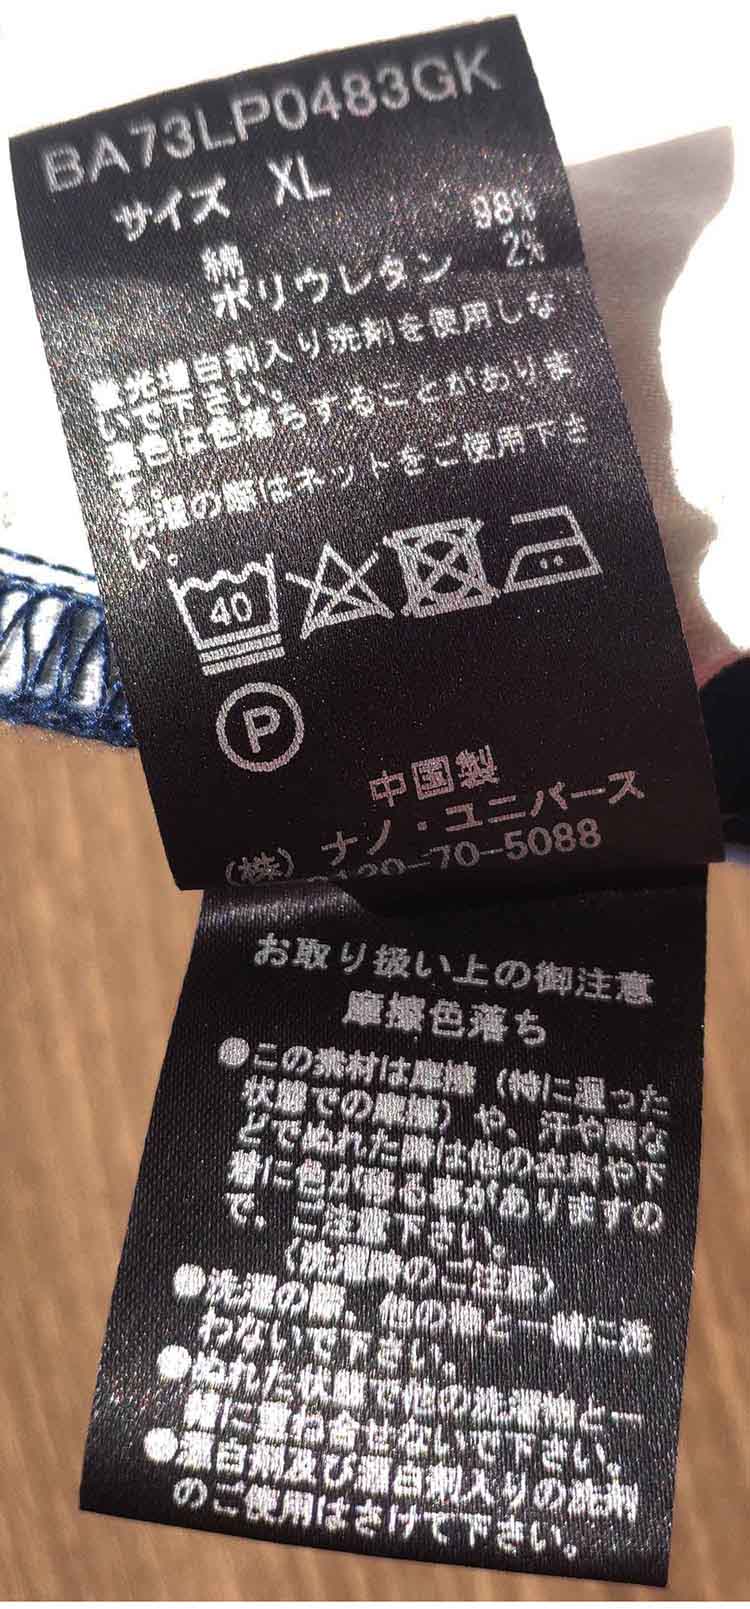 BA73LP0483GK
サイズ XL
綿 98%
ポリウレタン 2%
蛍光増白剤入り洗剤を使用しな
いで下さい。
濃色は色落ちすることがありま
す。
洗濯の際はネットをご使用下さ
い。
40
P
中国製
(株) ナノ・ユニバース
0120-70-5088
お取り扱い上の御注意
摩擦色落ち
●この素材は摩擦（特に湿った
状態での摩擦）や、汗や雨な
どでぬれた際は他の衣料や下
着に色が移る事がありますの
で、ご注意下さい。
（洗濯時のご注意）
●洗濯の際、他の物と一緒に洗
わないで下さい。
●ぬれた状態で他の洗濯物と一
緒に重ね合せないで下さい。
●漂白剤及び漂白剤入りの洗剤
のご使用はさけて下さい。